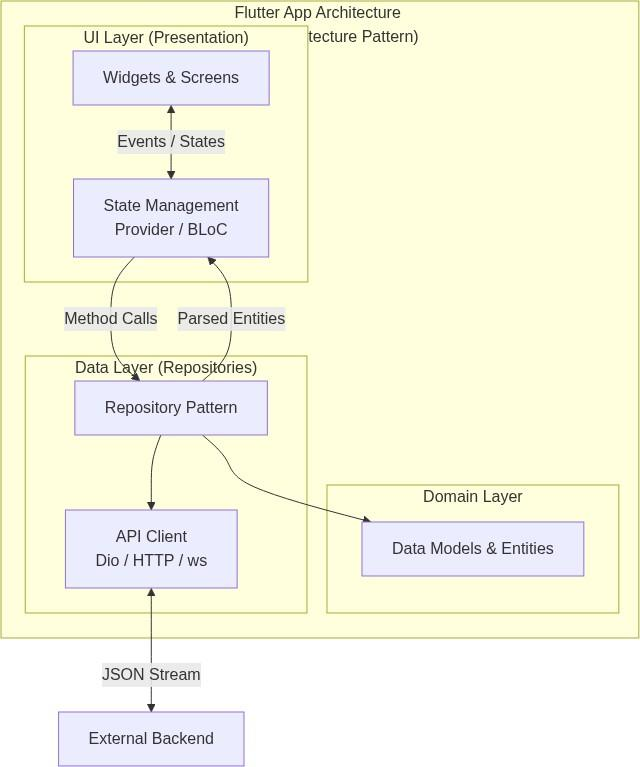 Flutter App Architecture
tecture Pattern)
UI Layer (Presentation)
Widgets & Screens
Events / States
State Management
Provider / BLoC
Method Calls
Parsed Entities
Data Layer (Repositories)
Repository Pattern
API Client
Dio / HTTP / ws
Domain Layer
Data Models & Entities
JSON Stream
External Backend